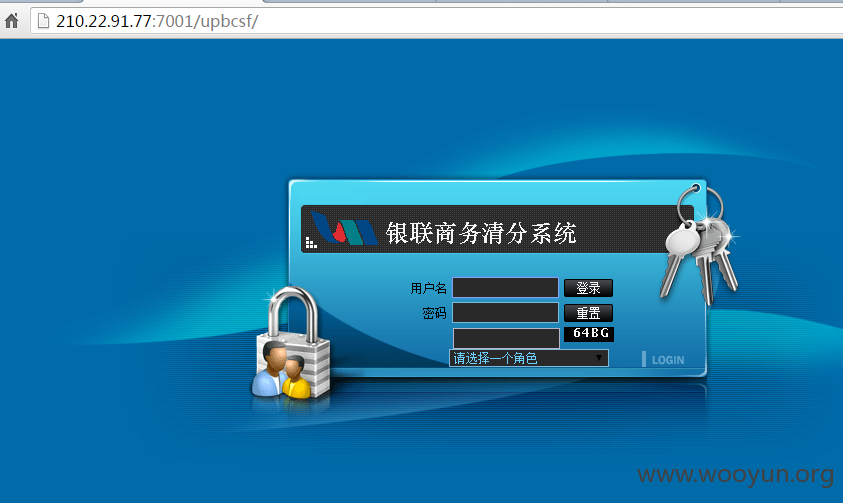 210.22.91.77:7001/upbcsf/
银联商务清分系统
用户名
登录
密码
重置
64BG
请选择一个角色
LOGIN
www.wooyun.org